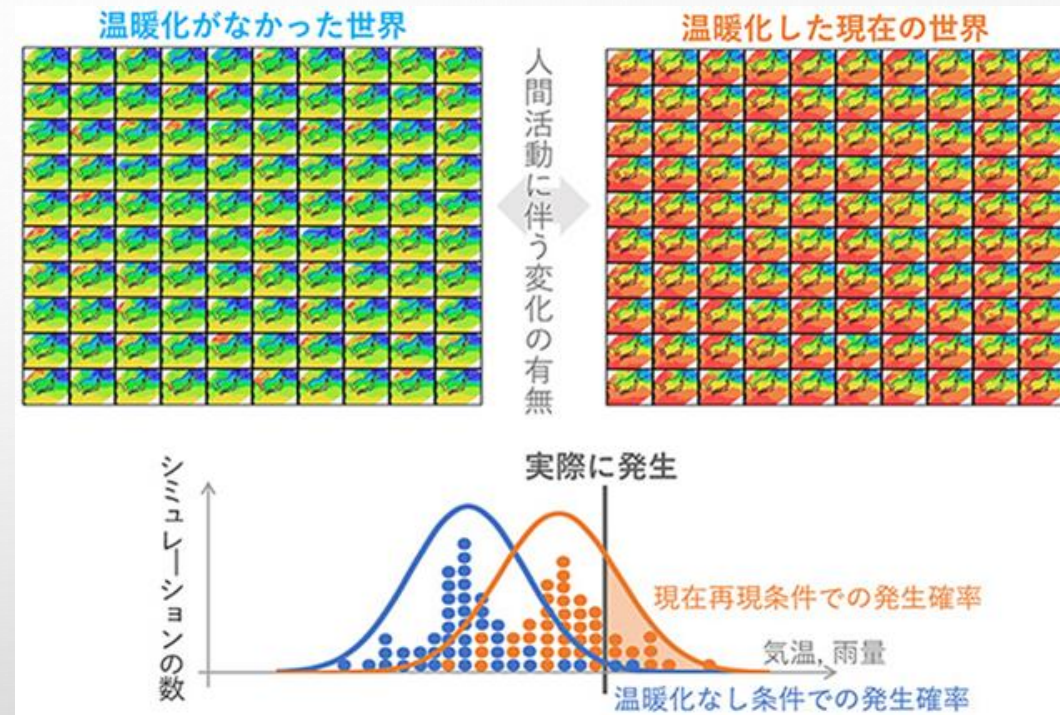 温暖化がなかった世界
温暖化した現在の世界
人間活動に伴う変化の有無
実際に発生
シミュレーションの数
現在再現条件での発生確率
気温, 雨量
温暖化なし条件での発生確率